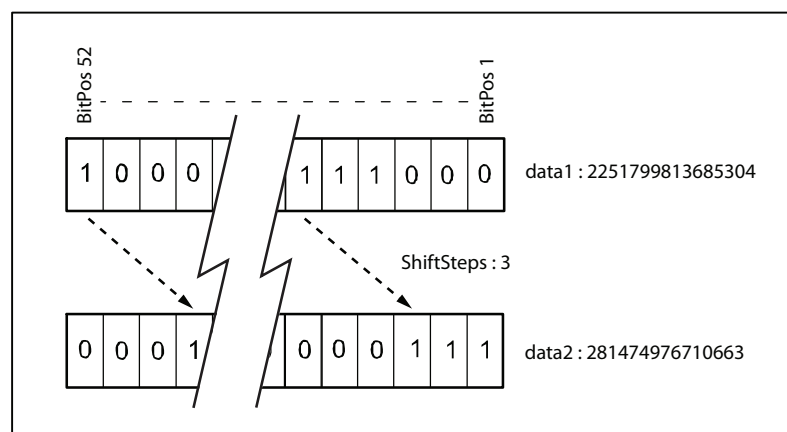 BitPos 52
BitPos 1
1 0 0 0 1 1 1 0 0 0
data1 : 2251799813685304
ShiftSteps : 3
0 0 0 1 0 0 0 1 1 1
data2 : 281474976710663